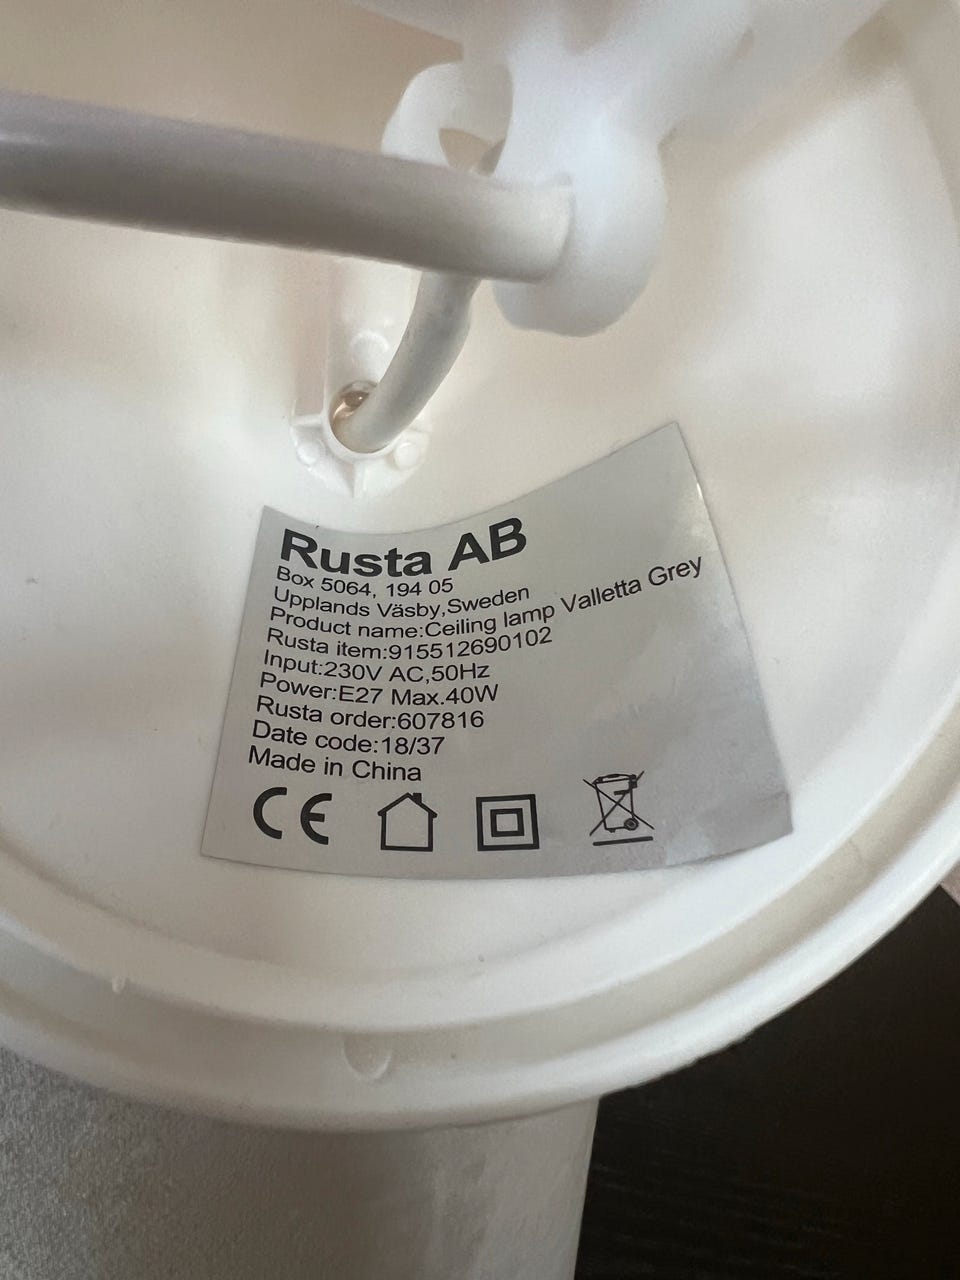 Rusta AB
Box 5064, 194 05
Upplands Väsby,Sweden
Product name:Ceiling lamp Valletta Grey
Rusta item:915512690102
Input:230V AC,50Hz
Power:E27 Max.40W
Rusta order:607816
Date code:18/37
Made in China
CE